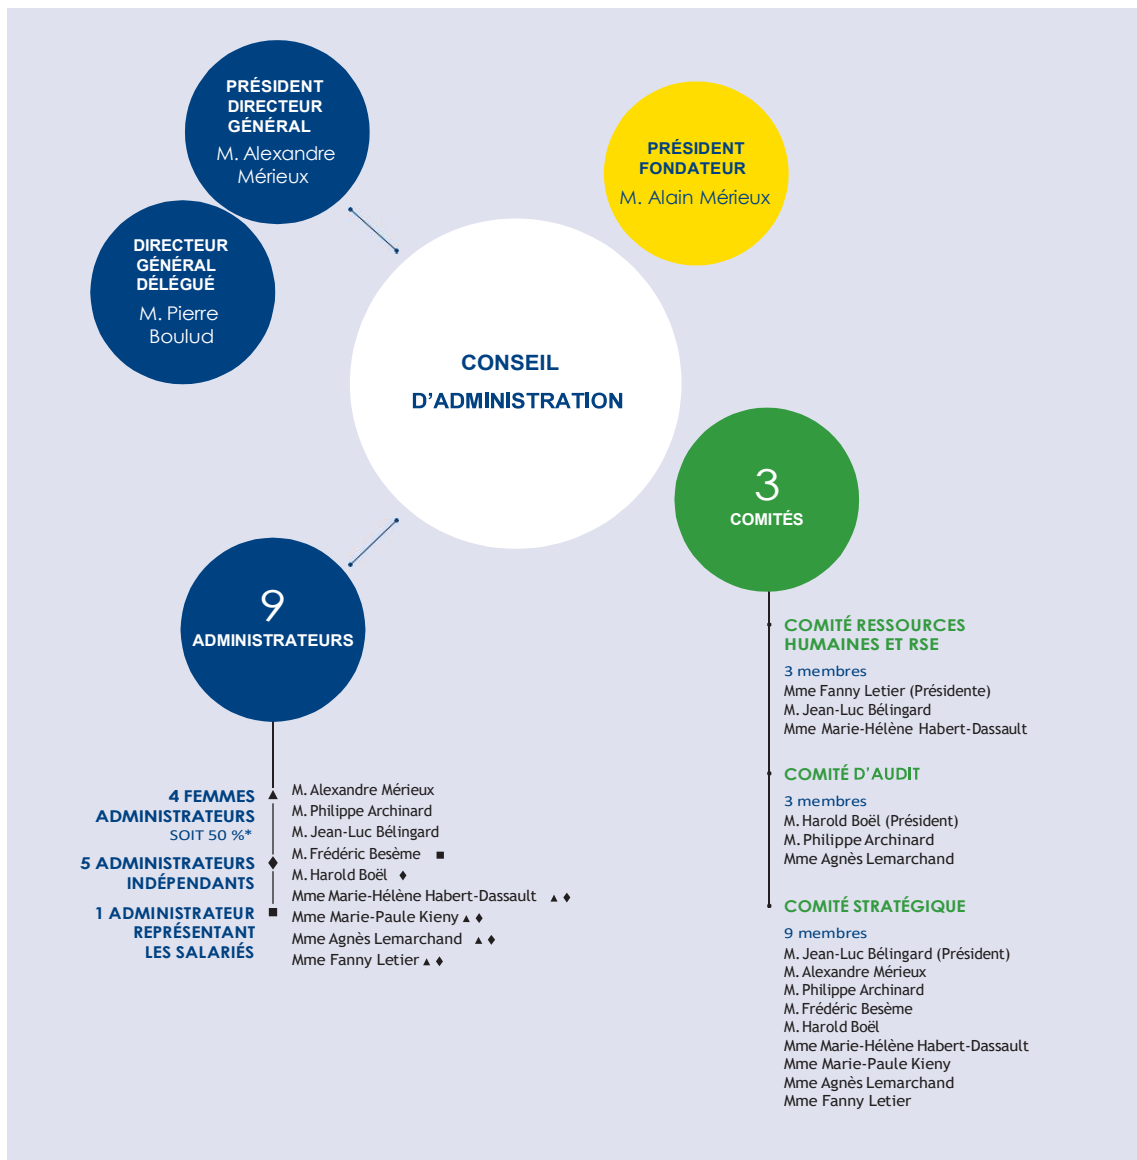 PRÉSIDENT
DIRECTEUR
GÉNÉRAL
M. Alexandre
Mérieux
DIRECTEUR
GÉNÉRAL
DÉLÉGUÉ
M. Pierre
Boulud
PRÉSIDENT
FONDATEUR
M. Alain Mérieux
CONSEIL
D'ADMINISTRATION
3
COMITÉS
9
ADMINISTRATEURS
4 FEMMES ▲
ADMINISTRATEURS
SOIT 50 %*
5 ADMINISTRATEURS ◆
INDÉPENDANTS
1 ADMINISTRATEUR ■
REPRÉSENTANT
LES SALARIÉS
M. Alexandre Mérieux
M. Philippe Archinard
M. Jean-Luc Bélingard
M. Frédéric Besème ■
M. Harold Boël ◆
Mme Marie-Hélène Habert-Dassault ▲ ◆
Mme Marie-Paule Kieny ▲ ◆
Mme Agnès Lemarchand ▲ ◆
Mme Fanny Letier ▲ ◆
COMITÉ RESSOURCES
HUMAINES ET RSE
3 membres
Mme Fanny Letier (Présidente)
M. Jean-Luc Bélingard
Mme Marie-Hélène Habert-Dassault
COMITÉ D'AUDIT
3 membres
M. Harold Boël (Président)
M. Philippe Archinard
Mme Agnès Lemarchand
COMITÉ STRATÉGIQUE
9 membres
M. Jean-Luc Bélingard (Président)
M. Alexandre Mérieux
M. Philippe Archinard
M. Frédéric Besème
M. Harold Boël
Mme Marie-Hélène Habert-Dassault
Mme Marie-Paule Kieny
Mme Agnès Lemarchand
Mme Fanny Letier